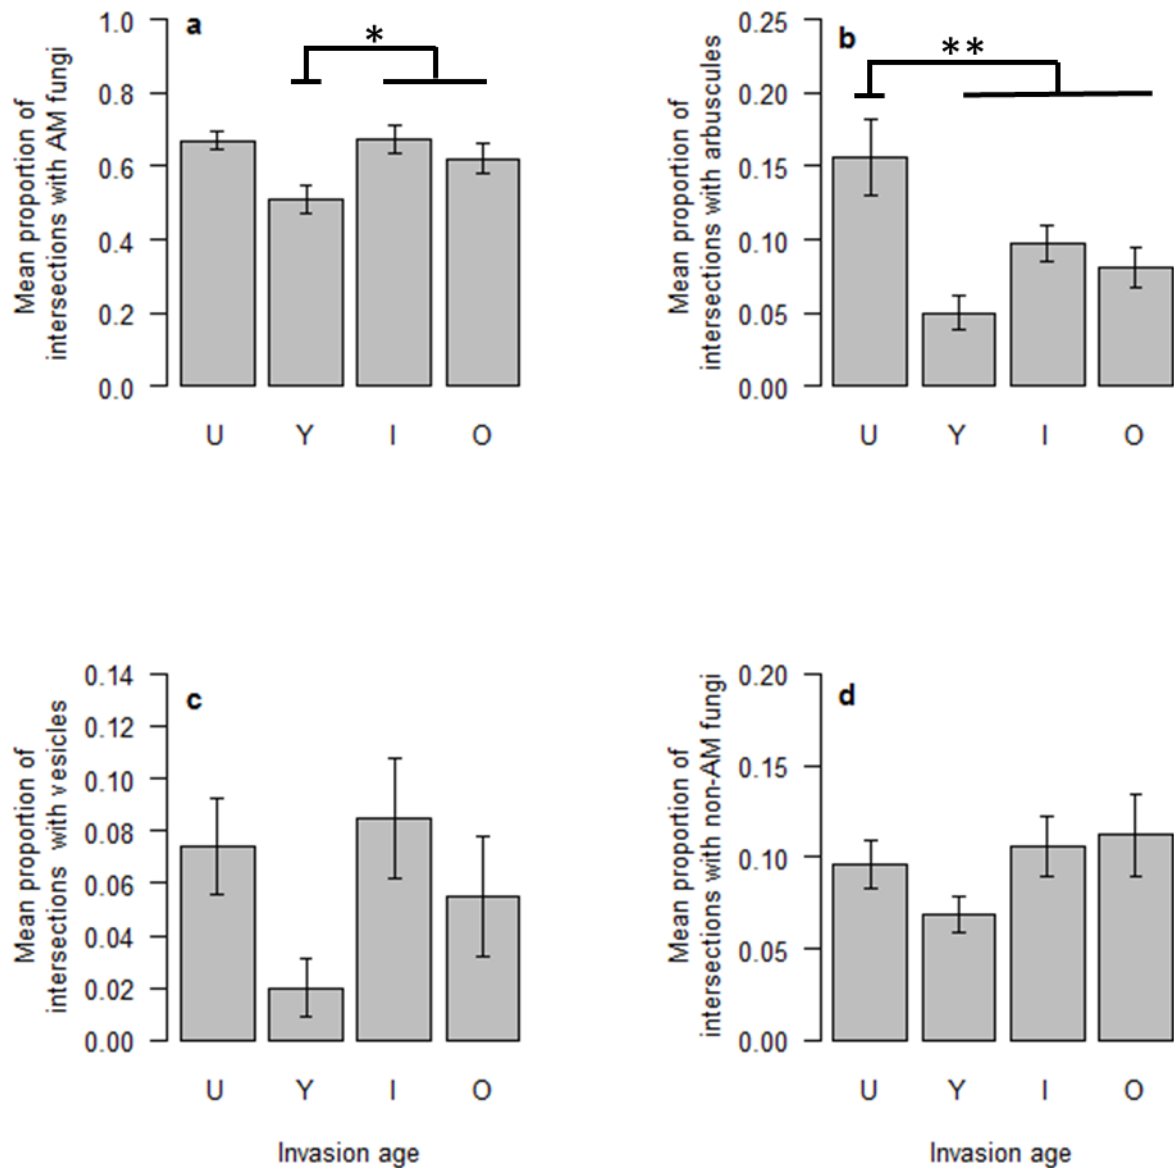 a
*
Mean proportion of
intersections with AM fungi
1.0
0.8
0.6
0.4
0.2
0.0
U Y I O
b
**
Mean proportion of
intersections with arbuscules
0.25
0.20
0.15
0.10
0.05
0.00
U Y I O
c
Mean proportion of
intersections with vesicles
0.14
0.12
0.10
0.08
0.06
0.04
0.02
0.00
U Y I O
Invasion age
d
Mean proportion of
intersections with non-AM fungi
0.20
0.15
0.10
0.05
0.00
U Y I O
Invasion age